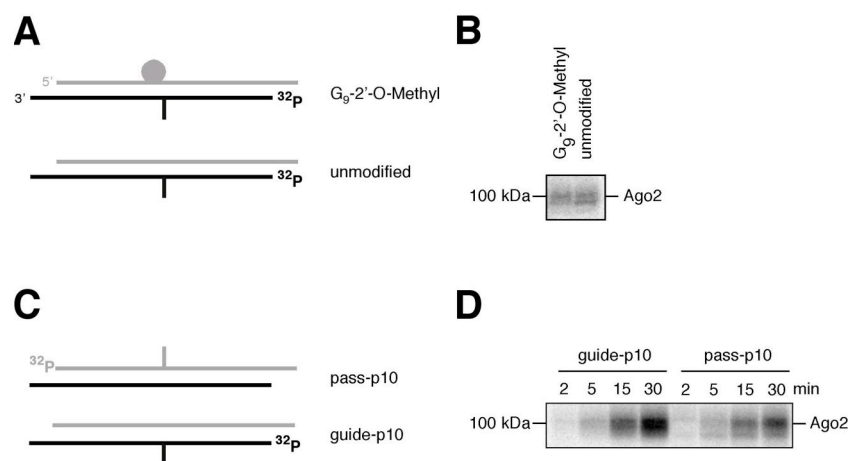 A
5'
3'
32P
G9-2'-O-Methyl
32P
unmodified
B
G9-2'-O-Methyl
unmodified
100 kDa
Ago2
C
32P
pass-p10
32P
guide-p10
D
guide-p10 pass-p10
2 5 15 30 2 5 15 30 min
100 kDa
Ago2